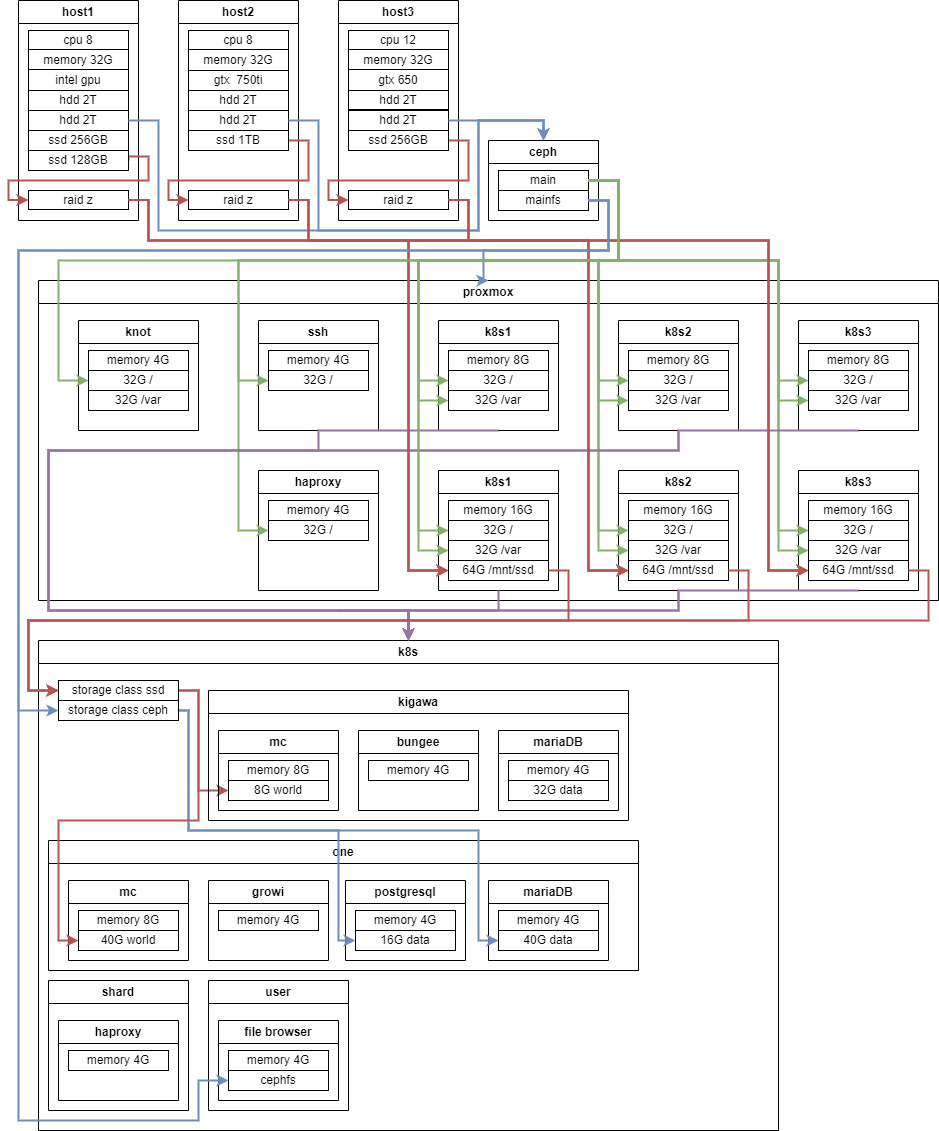 host1
cpu 8
memory 32G
intel gpu
hdd 2T
hdd 2T
ssd 256GB
ssd 128GB
raid z
host2
cpu 8
memory 32G
gtx 750ti
hdd 2T
hdd 2T
ssd 1TB
raid z
host3
cpu 12
memory 32G
gtx 650
hdd 2T
hdd 2T
ssd 256GB
raid z
ceph
main
mainfs
proxmox
knot
memory 4G
32G /
32G /var
ssh
memory 4G
32G /
k8s1
memory 8G
32G /
32G /var
k8s2
memory 8G
32G /
32G /var
k8s3
memory 8G
32G /
32G /var
haproxy
memory 4G
32G /
k8s1
memory 16G
32G /
32G /var
64G /mnt/ssd
k8s2
memory 16G
32G /
32G /var
64G /mnt/ssd
k8s3
memory 16G
32G /
32G /var
64G /mnt/ssd
k8s
storage class ssd
storage class ceph
kigawa
mc
memory 8G
8G world
bungee
memory 4G
mariaDB
memory 4G
32G data
one
mc
memory 8G
40G world
growi
memory 4G
postgresql
memory 4G
16G data
mariaDB
memory 4G
40G data
shard
haproxy
memory 4G
user
file browser
memory 4G
cephfs